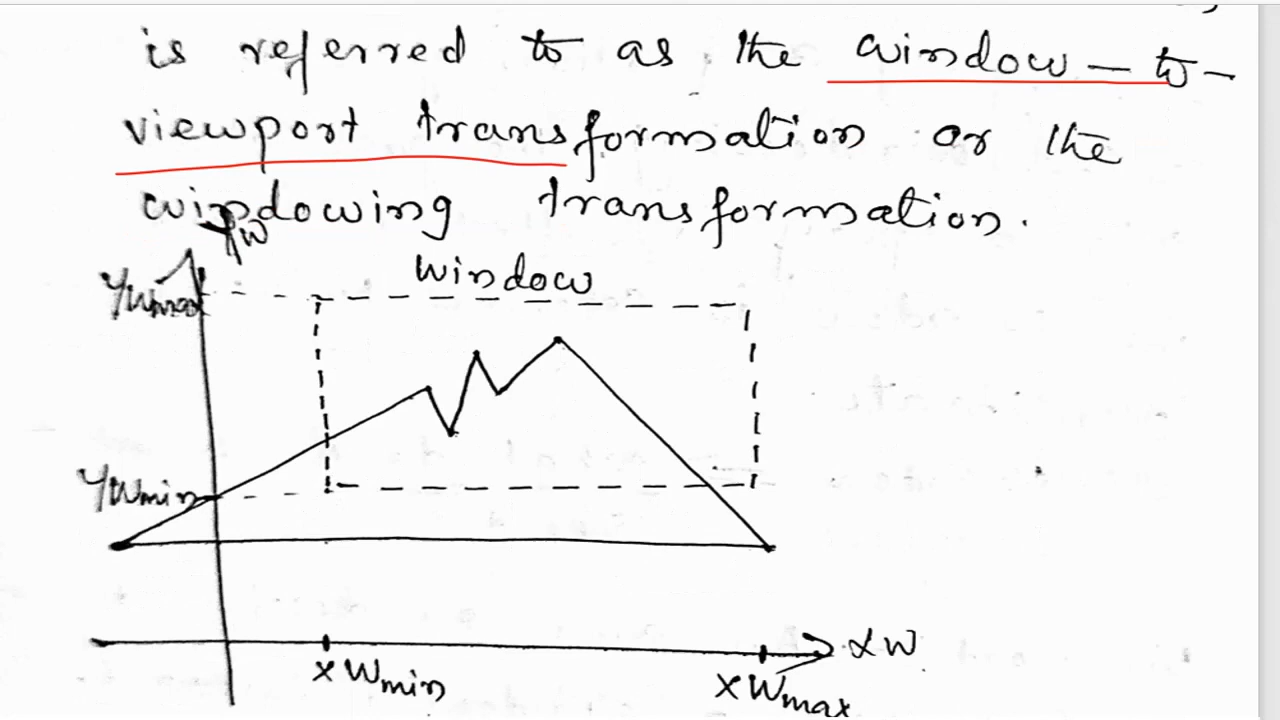 is referred to as the window-to-
viewport transformation or the
windowing transformation.
yw
window
ywmax
ywmin
xw
xwmin
xwmax